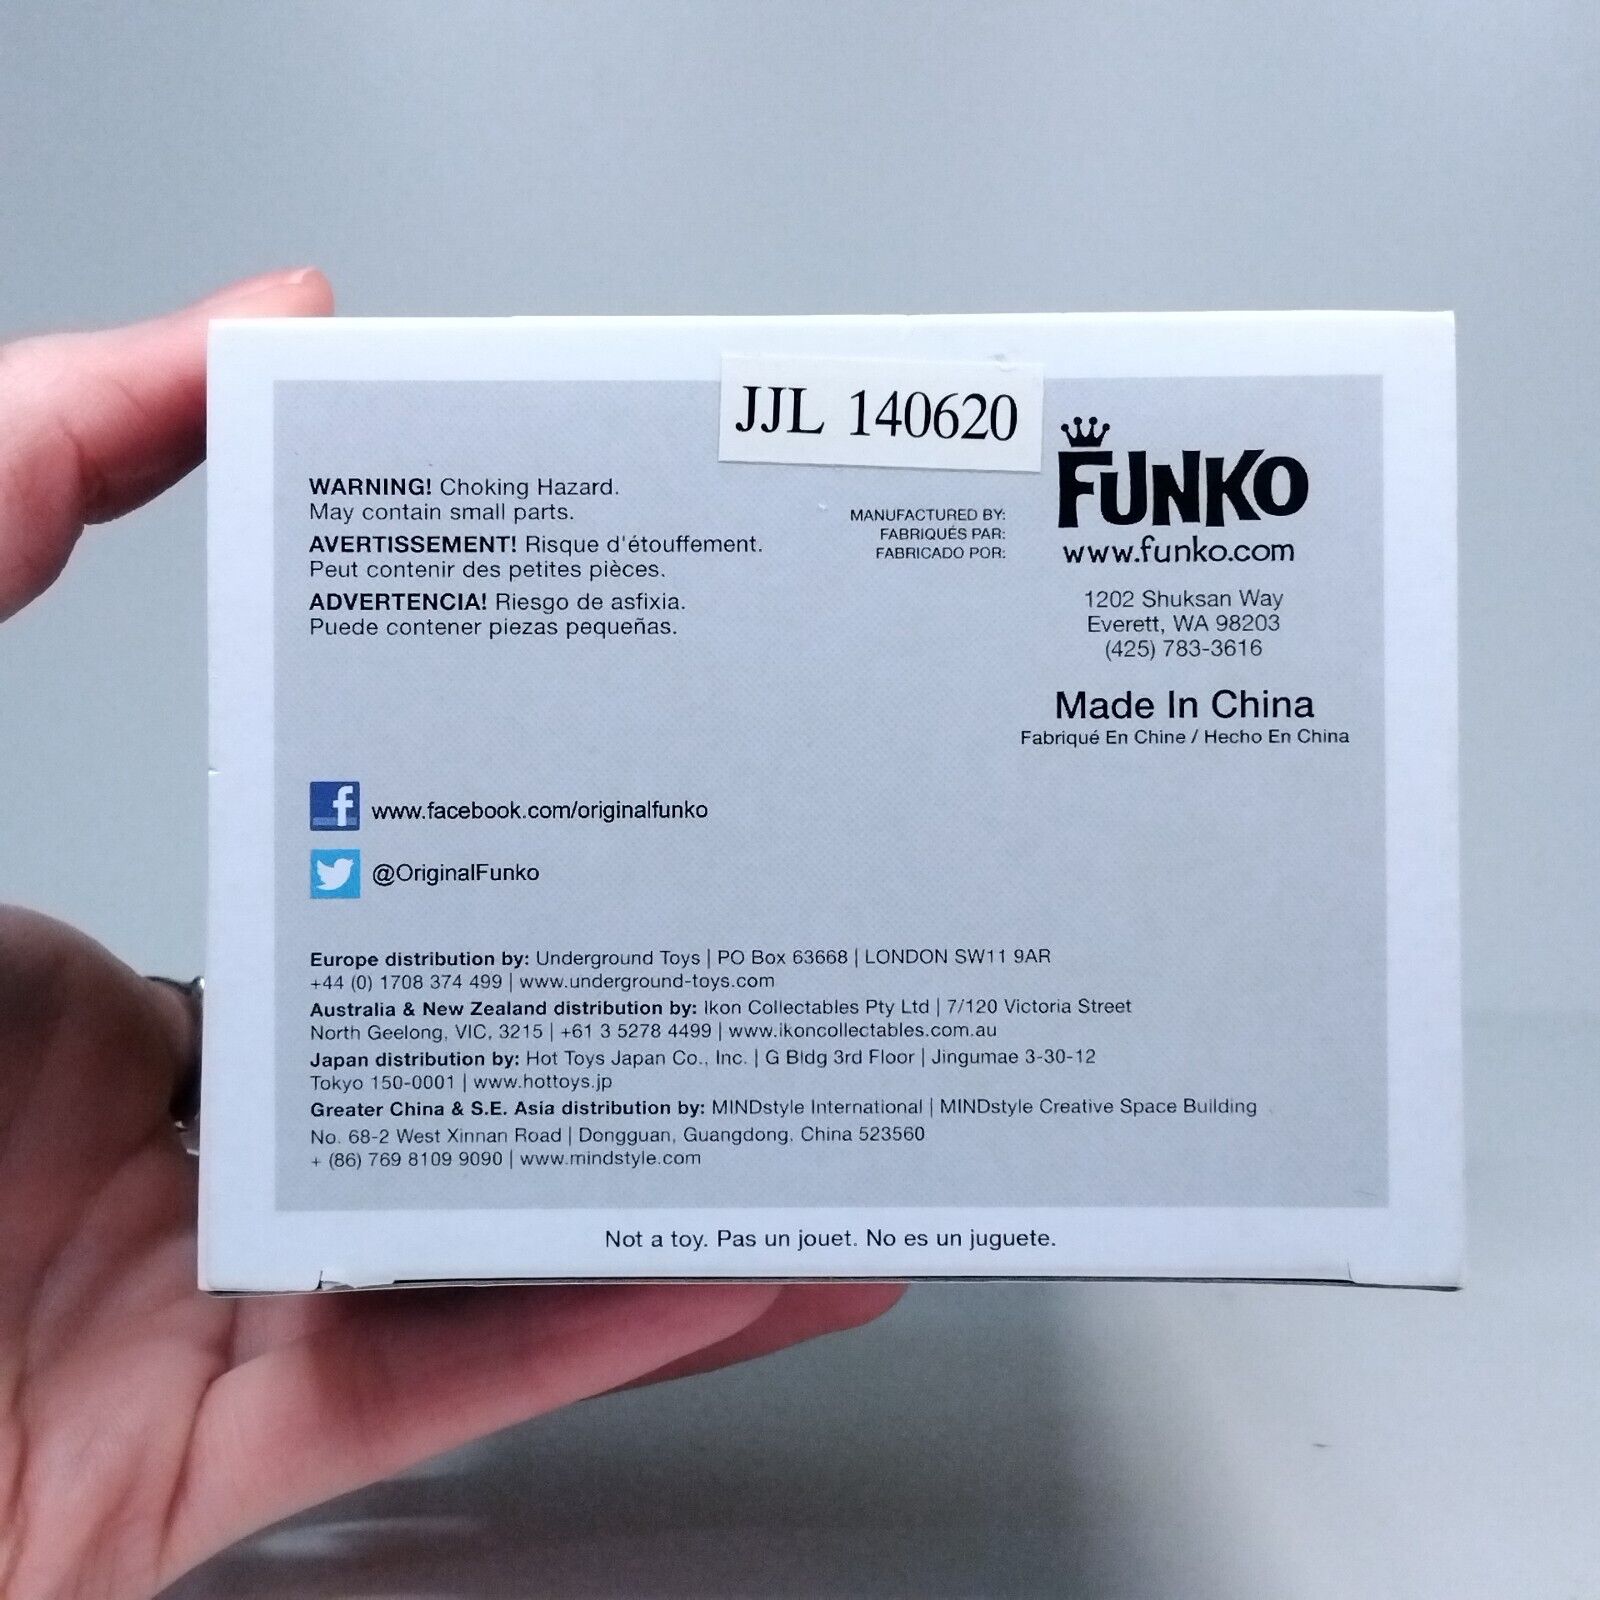 JJL 140620
WARNING! Choking Hazard.
May contain small parts.
AVERTISSEMENT! Risque d'étouffement.
Peut contenir des petites pièces.
ADVERTENCIA! Riesgo de asfixia.
Puede contener piezas pequeñas.
MANUFACTURED BY:
FABRIQUÉS PAR:
FABRICADO POR:
FUNKO
www.funko.com
1202 Shuksan Way
Everett, WA 98203
(425) 783-3616
Made In China
Fabriqué En Chine / Hecho En China
f www.facebook.com/originalfunko
@OriginalFunko
Europe distribution by: Underground Toys | PO Box 63668 | LONDON SW11 9AR
+44 (0) 1708 374 499 | www.underground-toys.com
Australia & New Zealand distribution by: Ikon Collectables Pty Ltd | 7/120 Victoria Street
North Geelong, VIC, 3215 | +61 3 5278 4499 | www.ikoncollectables.com.au
Japan distribution by: Hot Toys Japan Co., Inc. | G Bldg 3rd Floor | Jingumae 3-30-12
Tokyo 150-0001 | www.hottoys.jp
Greater China & S.E. Asia distribution by: MINDstyle International | MINDstyle Creative Space Building
No. 68-2 West Xinnan Road | Dongguan, Guangdong, China 523560
+ (86) 769 8109 9090 | www.mindstyle.com
Not a toy. Pas un jouet. No es un juguete.